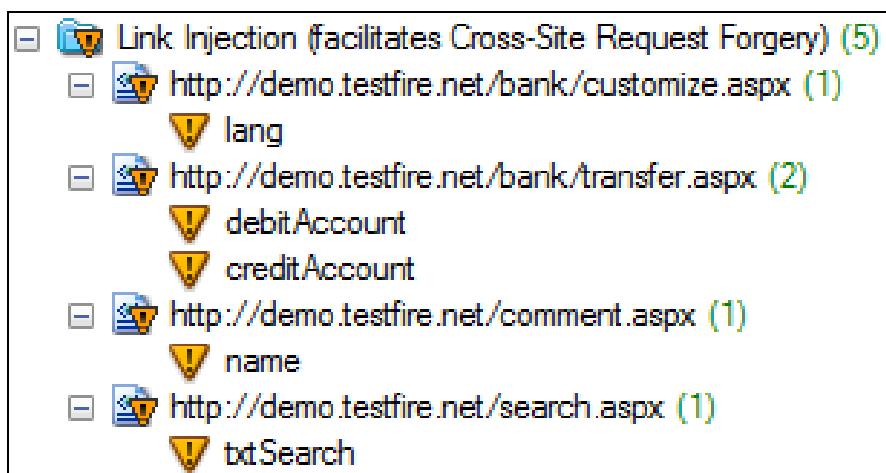 Link Injection (facilitates Cross-Site Request Forgery) (5)
http://demo.testfire.net/bank/customize.aspx (1)
lang
http://demo.testfire.net/bank/transfer.aspx (2)
debitAccount
creditAccount
http://demo.testfire.net/comment.aspx (1)
name
http://demo.testfire.net/search.aspx (1)
txtSearch